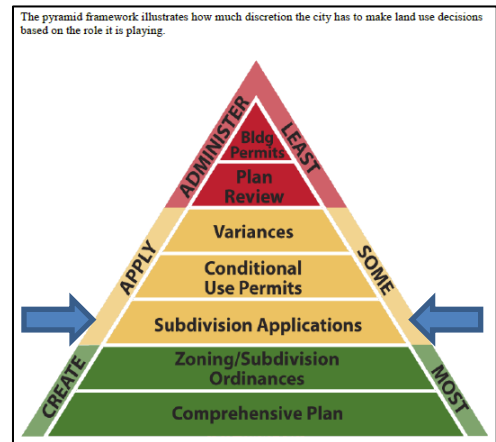 The pyramid framework illustrates how much discretion the city has to make land use decisions
based on the role it is playing.
ADMINISTER
LEAST
Bldg
Permits
Plan
Review
APPLY
SOME
Variances
Conditional
Use Permits
Subdivision Applications
CREATE
MOST
Zoning/Subdivision
Ordinances
Comprehensive Plan